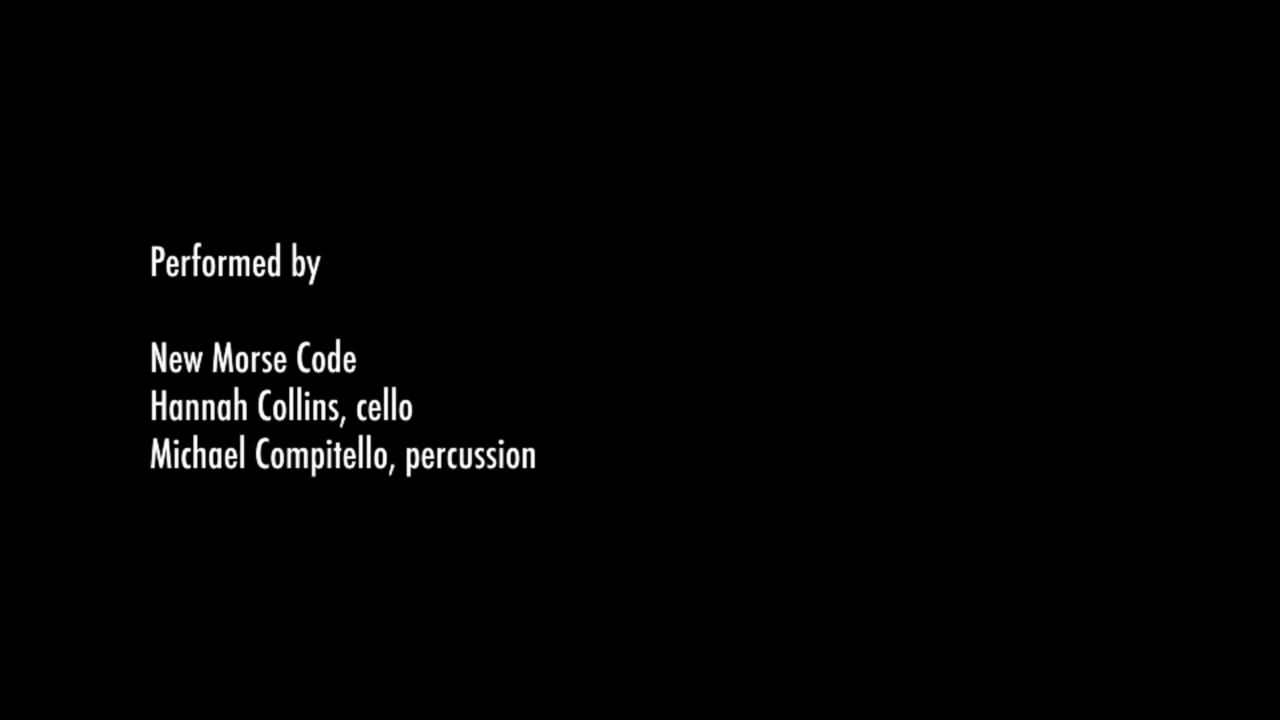 Performed by
New Morse Code
Hannah Collins, cello
Michael Compitello, percussion